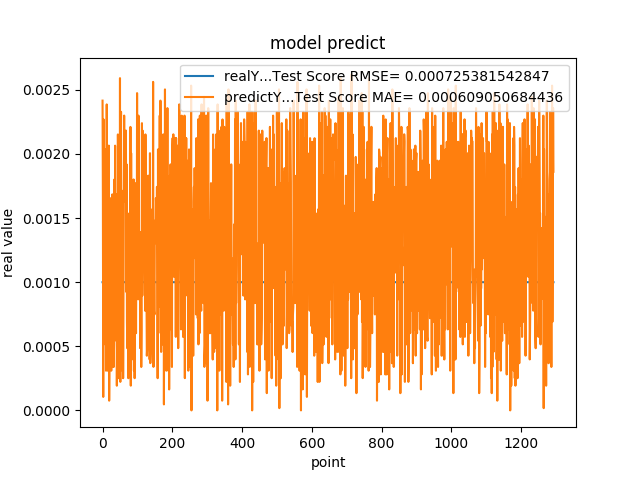 model predict
realY...Test Score RMSE= 0.000725381542847
predictY...Test Score MAE= 0.000609050684436
real value
0.0025
0.0020
0.0015
0.0010
0.0005
0.0000
0 200 400 600 800 1000 1200
point